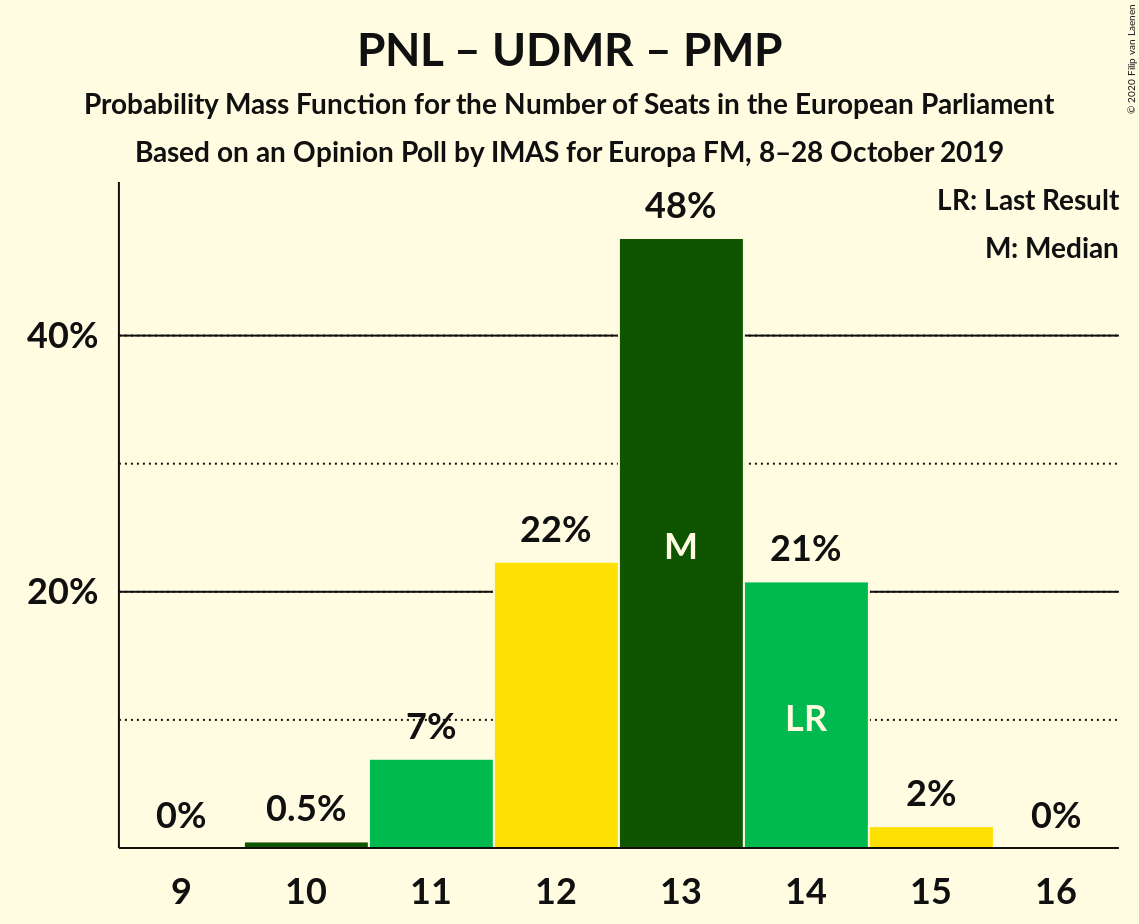 PNL – UDMR – PMP
Probability Mass Function for the Number of Seats in the European Parliament
Based on an Opinion Poll by IMAS for Europa FM, 8–28 October 2019
© 2020 Filip van Laenen
LR: Last Result
M: Median
48%
40%
22%
M
21%
20%
7%
LR
0%
0.5%
2%
0%
9 10 11 12 13 14 15 16